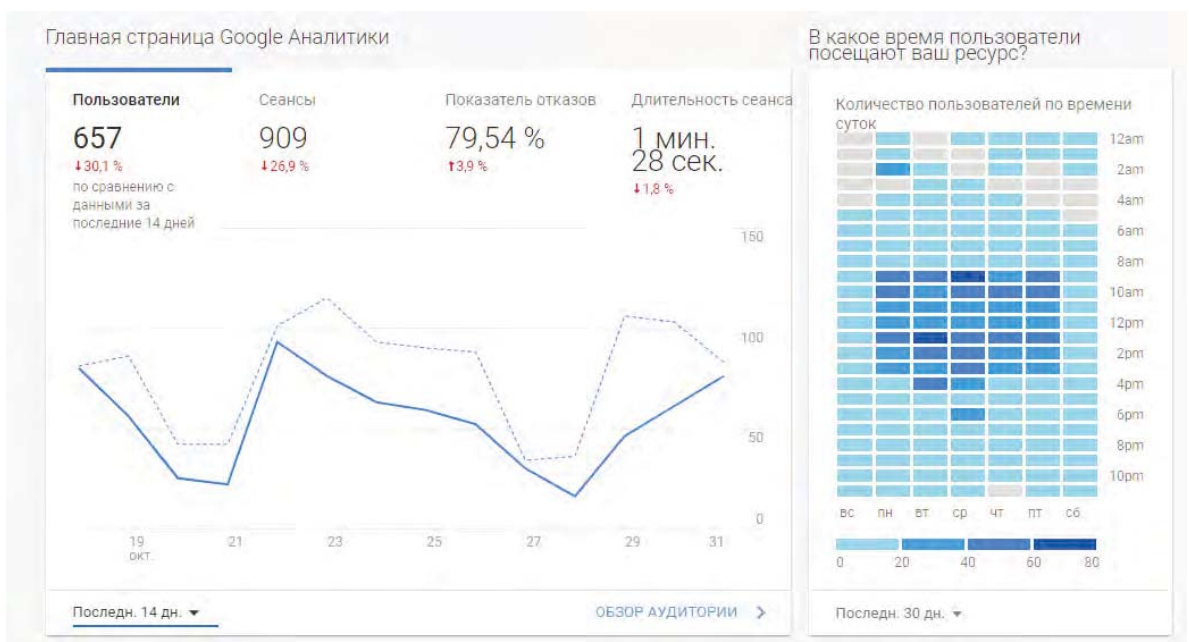 Главная страница Google Аналитики
Пользователи
657
↓30,1 %
по сравнению с
данными за
последние 14 дней
Сеансы
909
↓26,9 %
Показатель отказов
79,54 %
↑3,9 %
Длительность сеанса
1 мин.
28 сек.
↓1,8 %
150
100
50
0
19
окт.
21
23
25
27
29
31
Последн. 14 дн.
ОБЗОР АУДИТОРИИ
В какое время пользователи
посещают ваш ресурс?
Количество пользователей по времени
суток
12am
2am
4am
6am
8am
10am
12pm
2pm
4pm
6pm
8pm
10pm
вс пн вт ср чт пт сб
0 20 40 60 80
Последн. 30 дн.